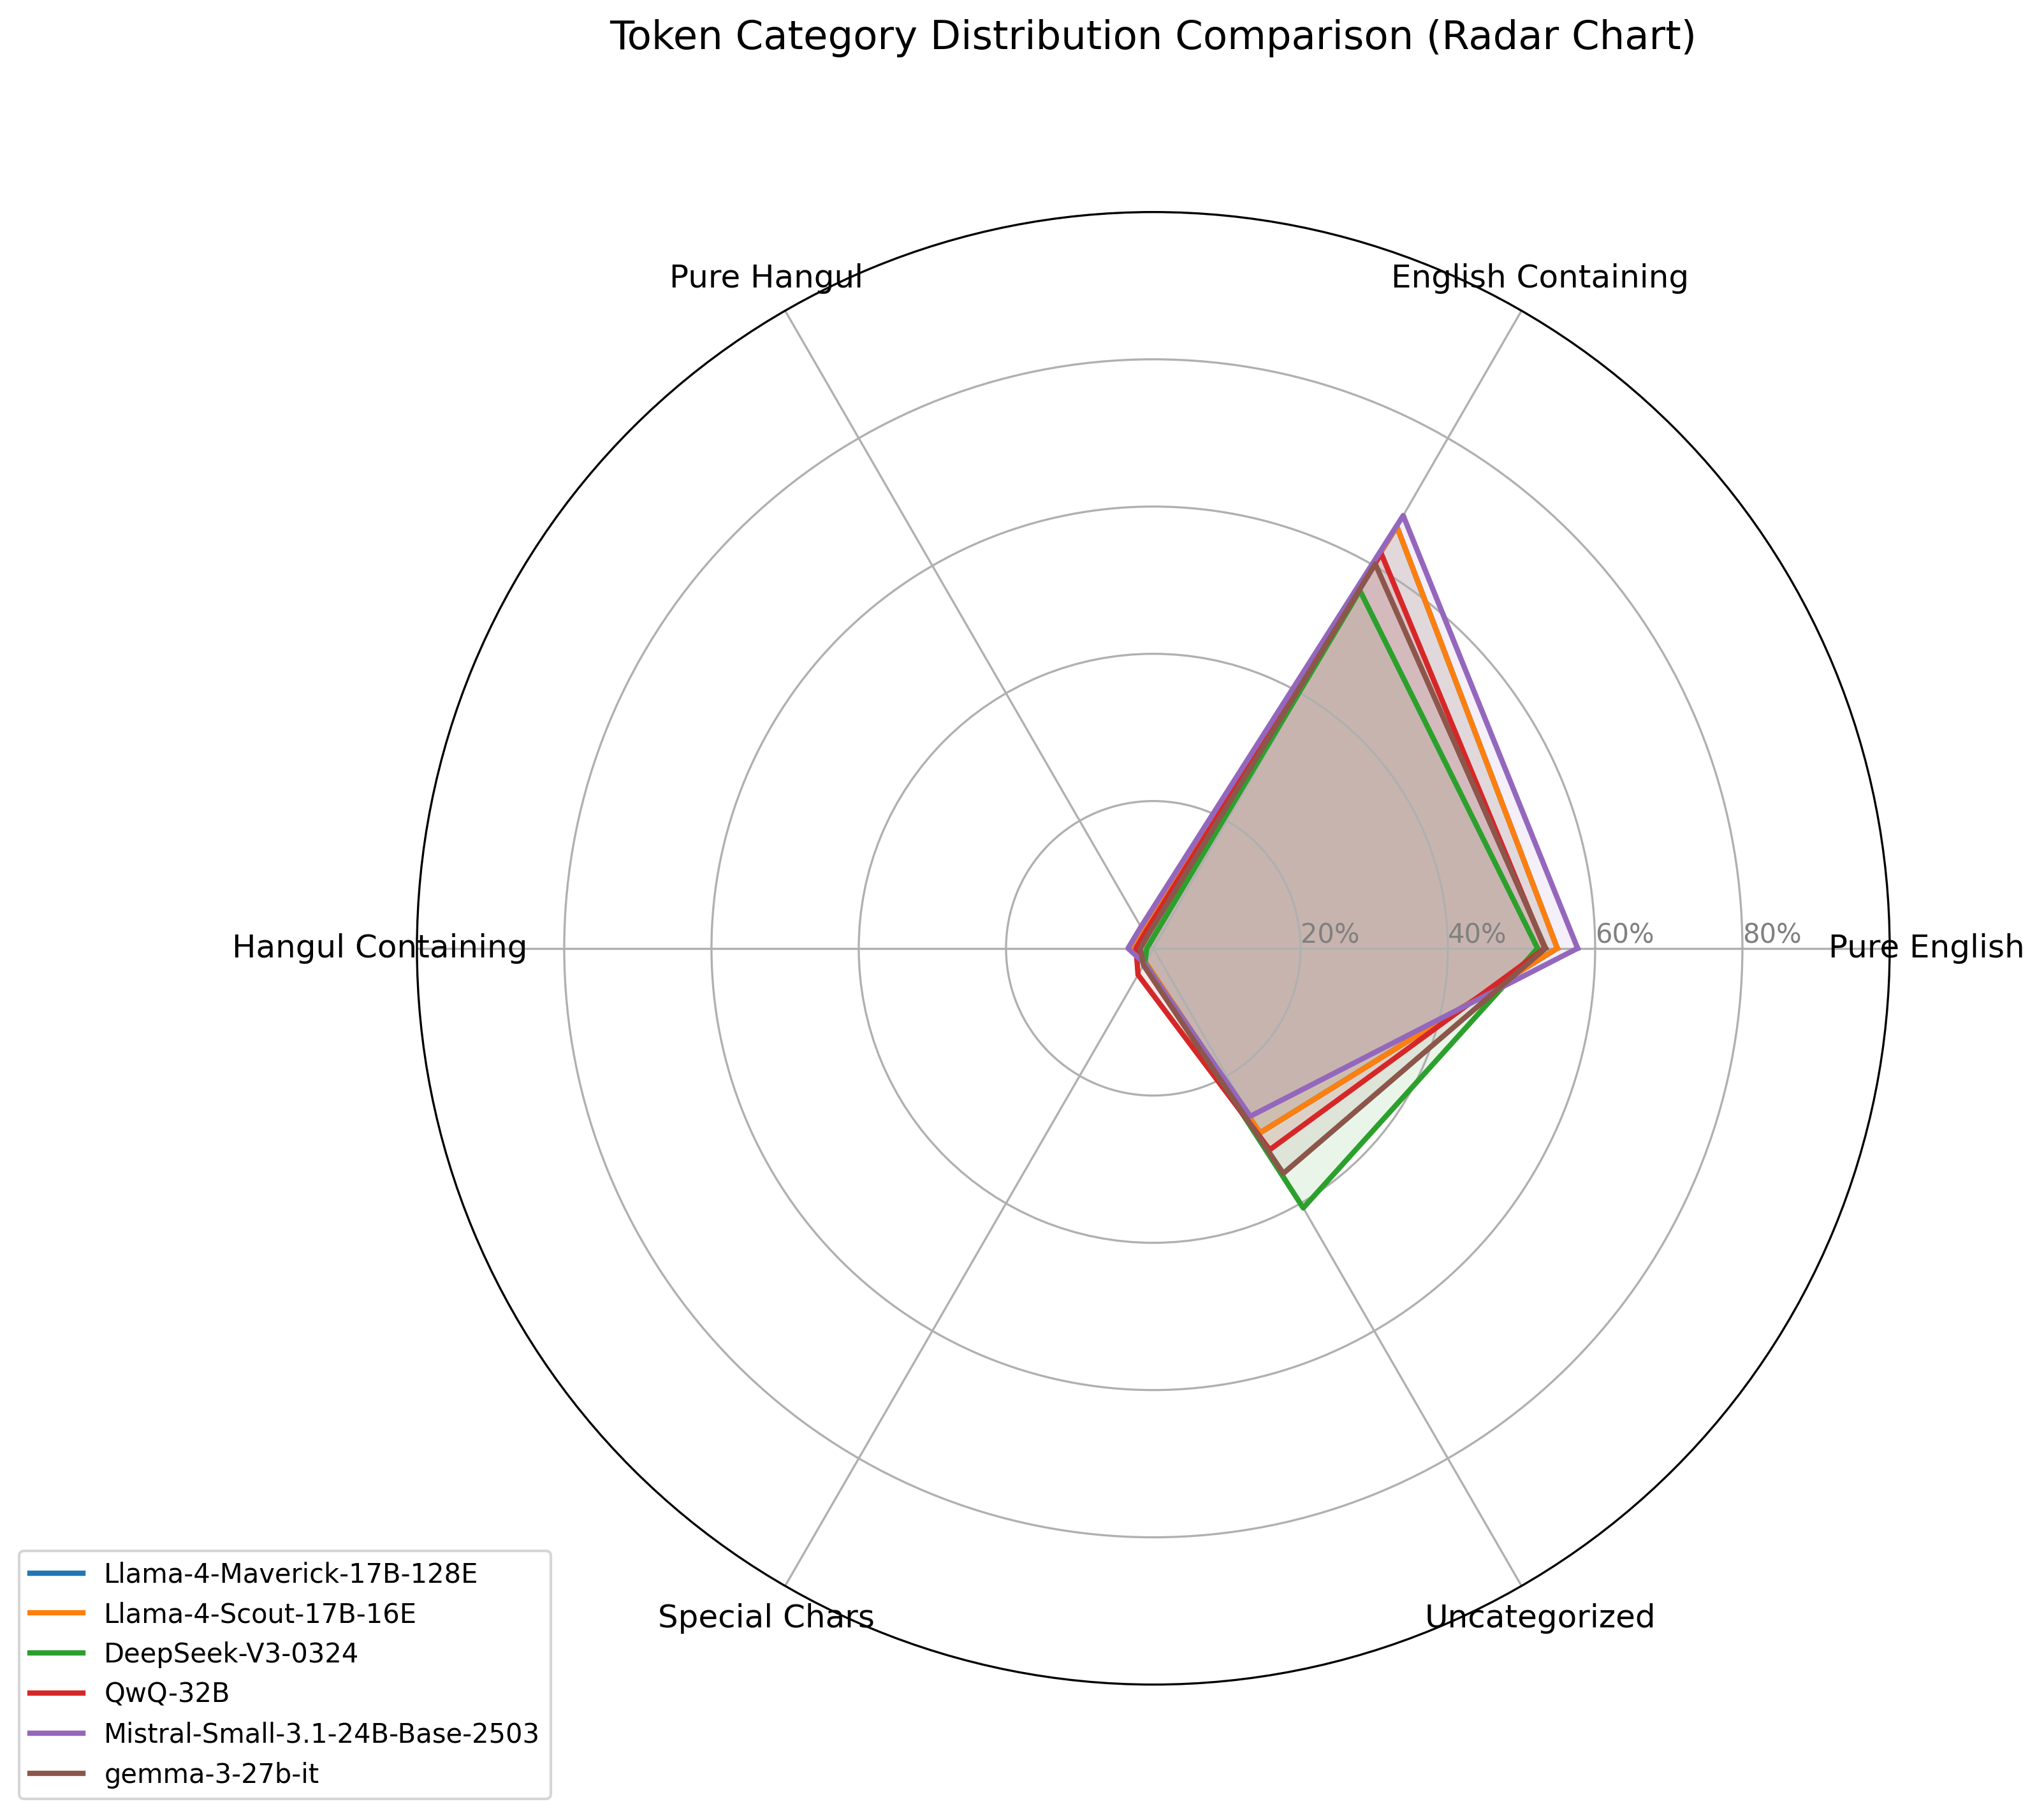 Token Category Distribution Comparison (Radar Chart)
Pure Hangul
English Containing
Hangul Containing
20%
40%
60%
80%
Pure English
Special Chars
Uncategorized
Llama-4-Maverick-17B-128E
Llama-4-Scout-17B-16E
DeepSeek-V3-0324
QwQ-32B
Mistral-Small-3.1-24B-Base-2503
gemma-3-27b-it